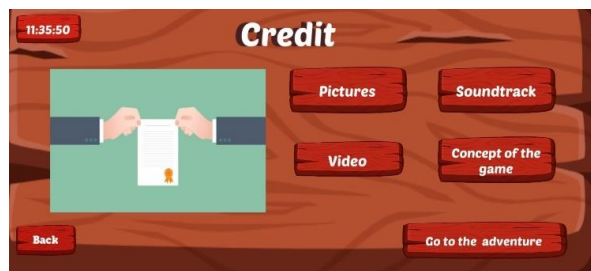 11:35:50
Credit
Pictures
Soundtrack
Video
Concept of the
game
Back
Go to the adventure